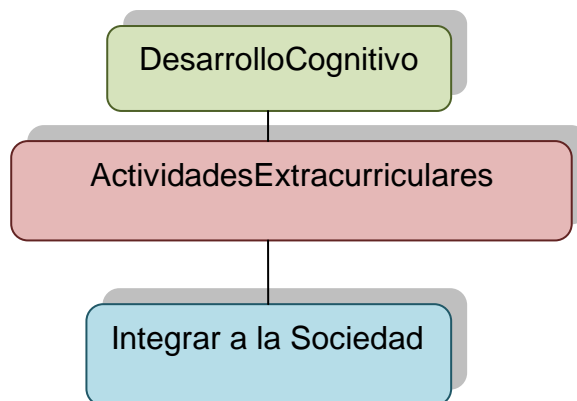 DesarrolloCognitivo
ActividadesExtracurriculares
Integrar a la Sociedad